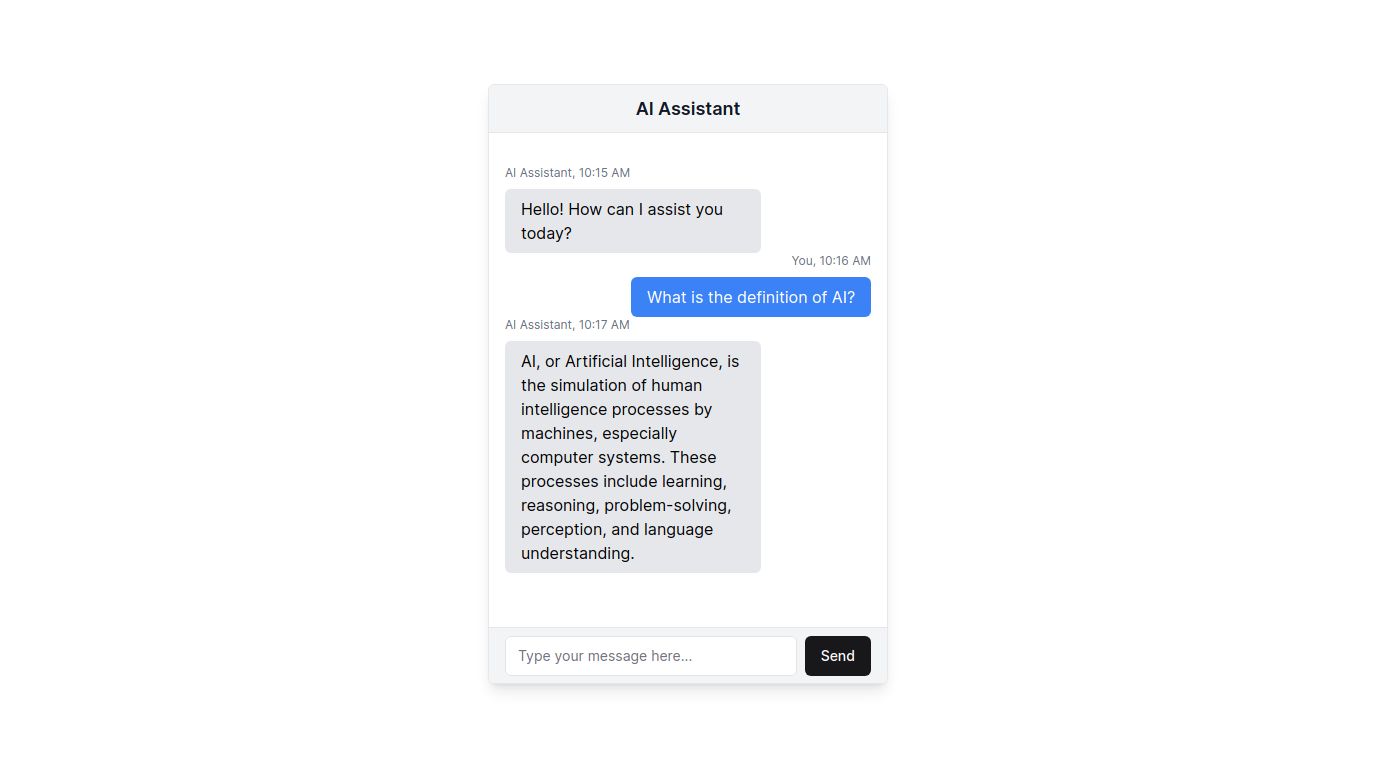 AI Assistant
AI Assistant, 10:15 AM
Hello! How can I assist you
today?
You, 10:16 AM
What is the definition of AI?
AI Assistant, 10:17 AM
AI, or Artificial Intelligence, is
the simulation of human
intelligence processes by
machines, especially
computer systems. These
processes include learning,
reasoning, problem-solving,
perception, and language
understanding.
Type your message here...
Send